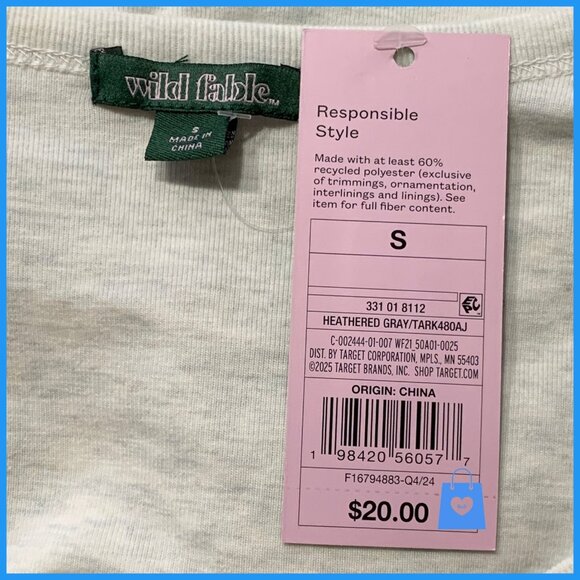 wild fable™
S
MADE IN
CHINA
Responsible
Style
Made with at least 60%
recycled polyester (exclusive
of trimmings, ornamentation,
interlinings and linings). See
item for full fiber content.
S
331 01 8112
HEATHERED GRAY/TARK480AJ
C-002444-01-007 WF21_50A01-0025
DIST. BY TARGET CORPORATION, MPLS., MN 55403
©2025 TARGET BRANDS, INC. SHOP TARGET.COM
ORIGIN: CHINA
1 98420 56057 7
F16794883-Q4/24
$20.00